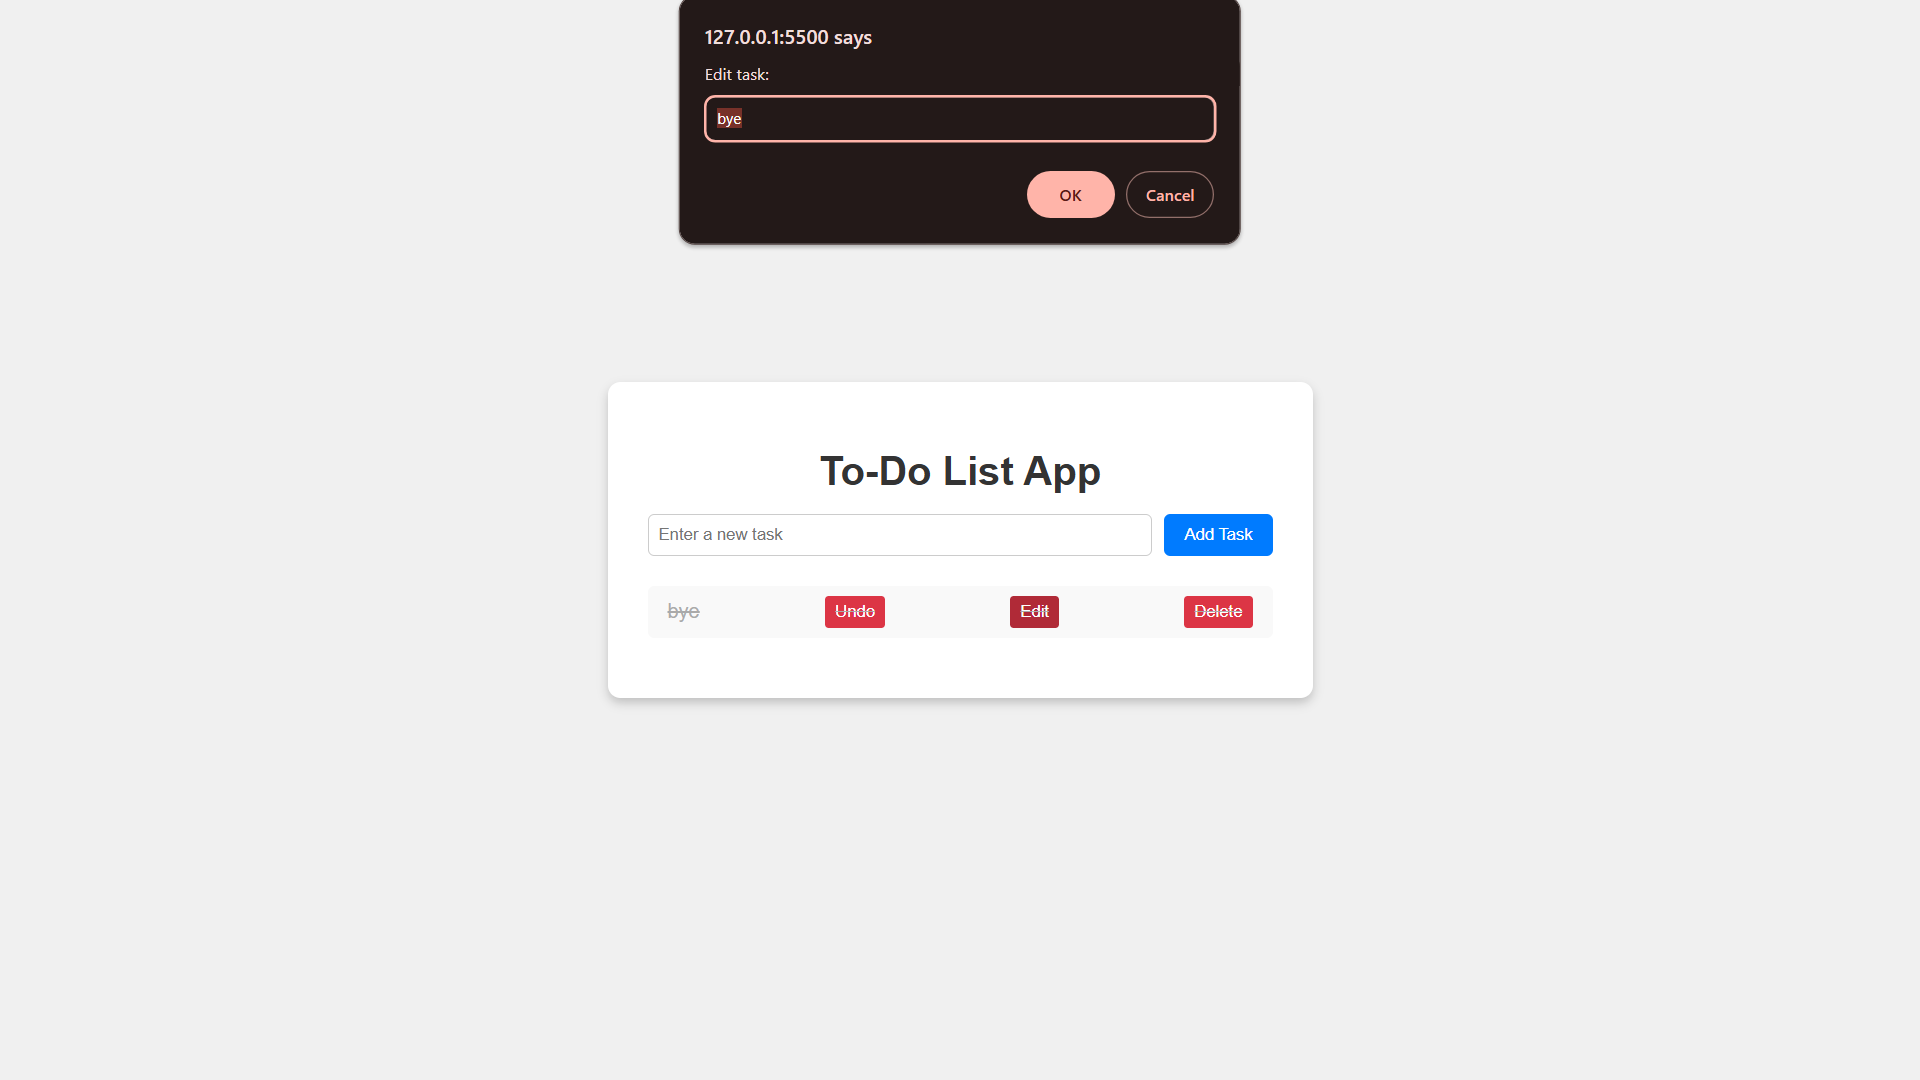 127.0.0.1:5500 says
Edit task:
bye
OK Cancel
To-Do List App
Enter a new task Add Task
bye Undo Edit Delete